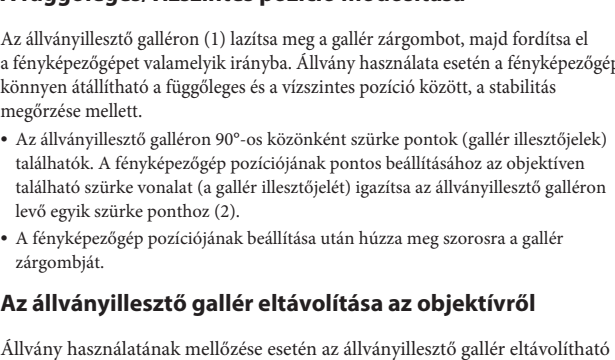 A függőleges/vízszintes pozíció módosítása
Az állványillesztő galléron (1) lazítsa meg a gallér zárgombot, majd fordítsa el
a fényképezőgépet valamelyik irányba. Állvány használata esetén a fényképezőgép
könnyen átállítható a függőleges és a vízszintes pozíció között, a stabilitás
megőrzése mellett.
• Az állványillesztő galléron 90°-os közönként szürke pontok (gallér illesztőjelek)
találhatók. A fényképezőgép pozíciójának pontos beállításához az objektíven
található szürke vonalat (a gallér illesztőjelét) igazítsa az állványillesztő galléron
levő egyik szürke ponthoz (2).
• A fényképezőgép pozíciójának beállítása után húzza meg szorosra a gallér
zárgombját.
Az állványillesztő gallér eltávolítása az objektívről
Állvány használatának mellőzése esetén az állványillesztő gallér eltávolítható